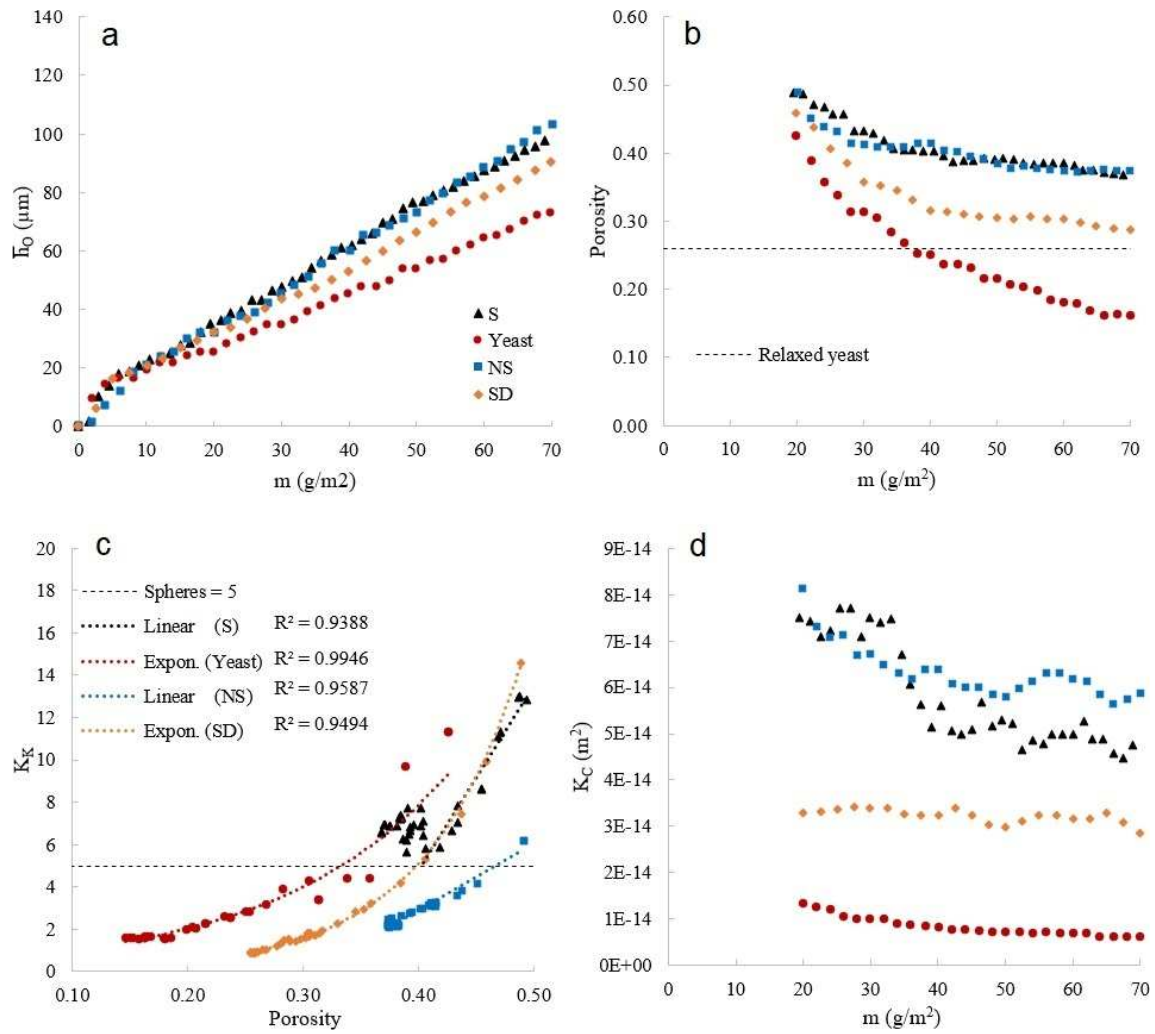 a
140
120
100
80
60
40
20
0
h̄O (µm)
0 10 20 30 40 50 60 70
m (g/m2)
S
Yeast
NS
SD
b
0.60
0.50
0.40
0.30
0.20
0.10
0.00
Porosity
Relaxed yeast
0 10 20 30 40 50 60 70
m (g/m²)
c
20
18
16
14
12
10
8
6
4
2
0
KK
Spheres = 5
Linear (S) R² = 0.9388
Expon. (Yeast) R² = 0.9946
Linear (NS) R² = 0.9587
Expon. (SD) R² = 0.9494
0.10 0.20 0.30 0.40 0.50
Porosity
d
9E-14
8E-14
7E-14
6E-14
5E-14
4E-14
3E-14
2E-14
1E-14
0E+00
KC (m²)
0 10 20 30 40 50 60 70
m (g/m²)